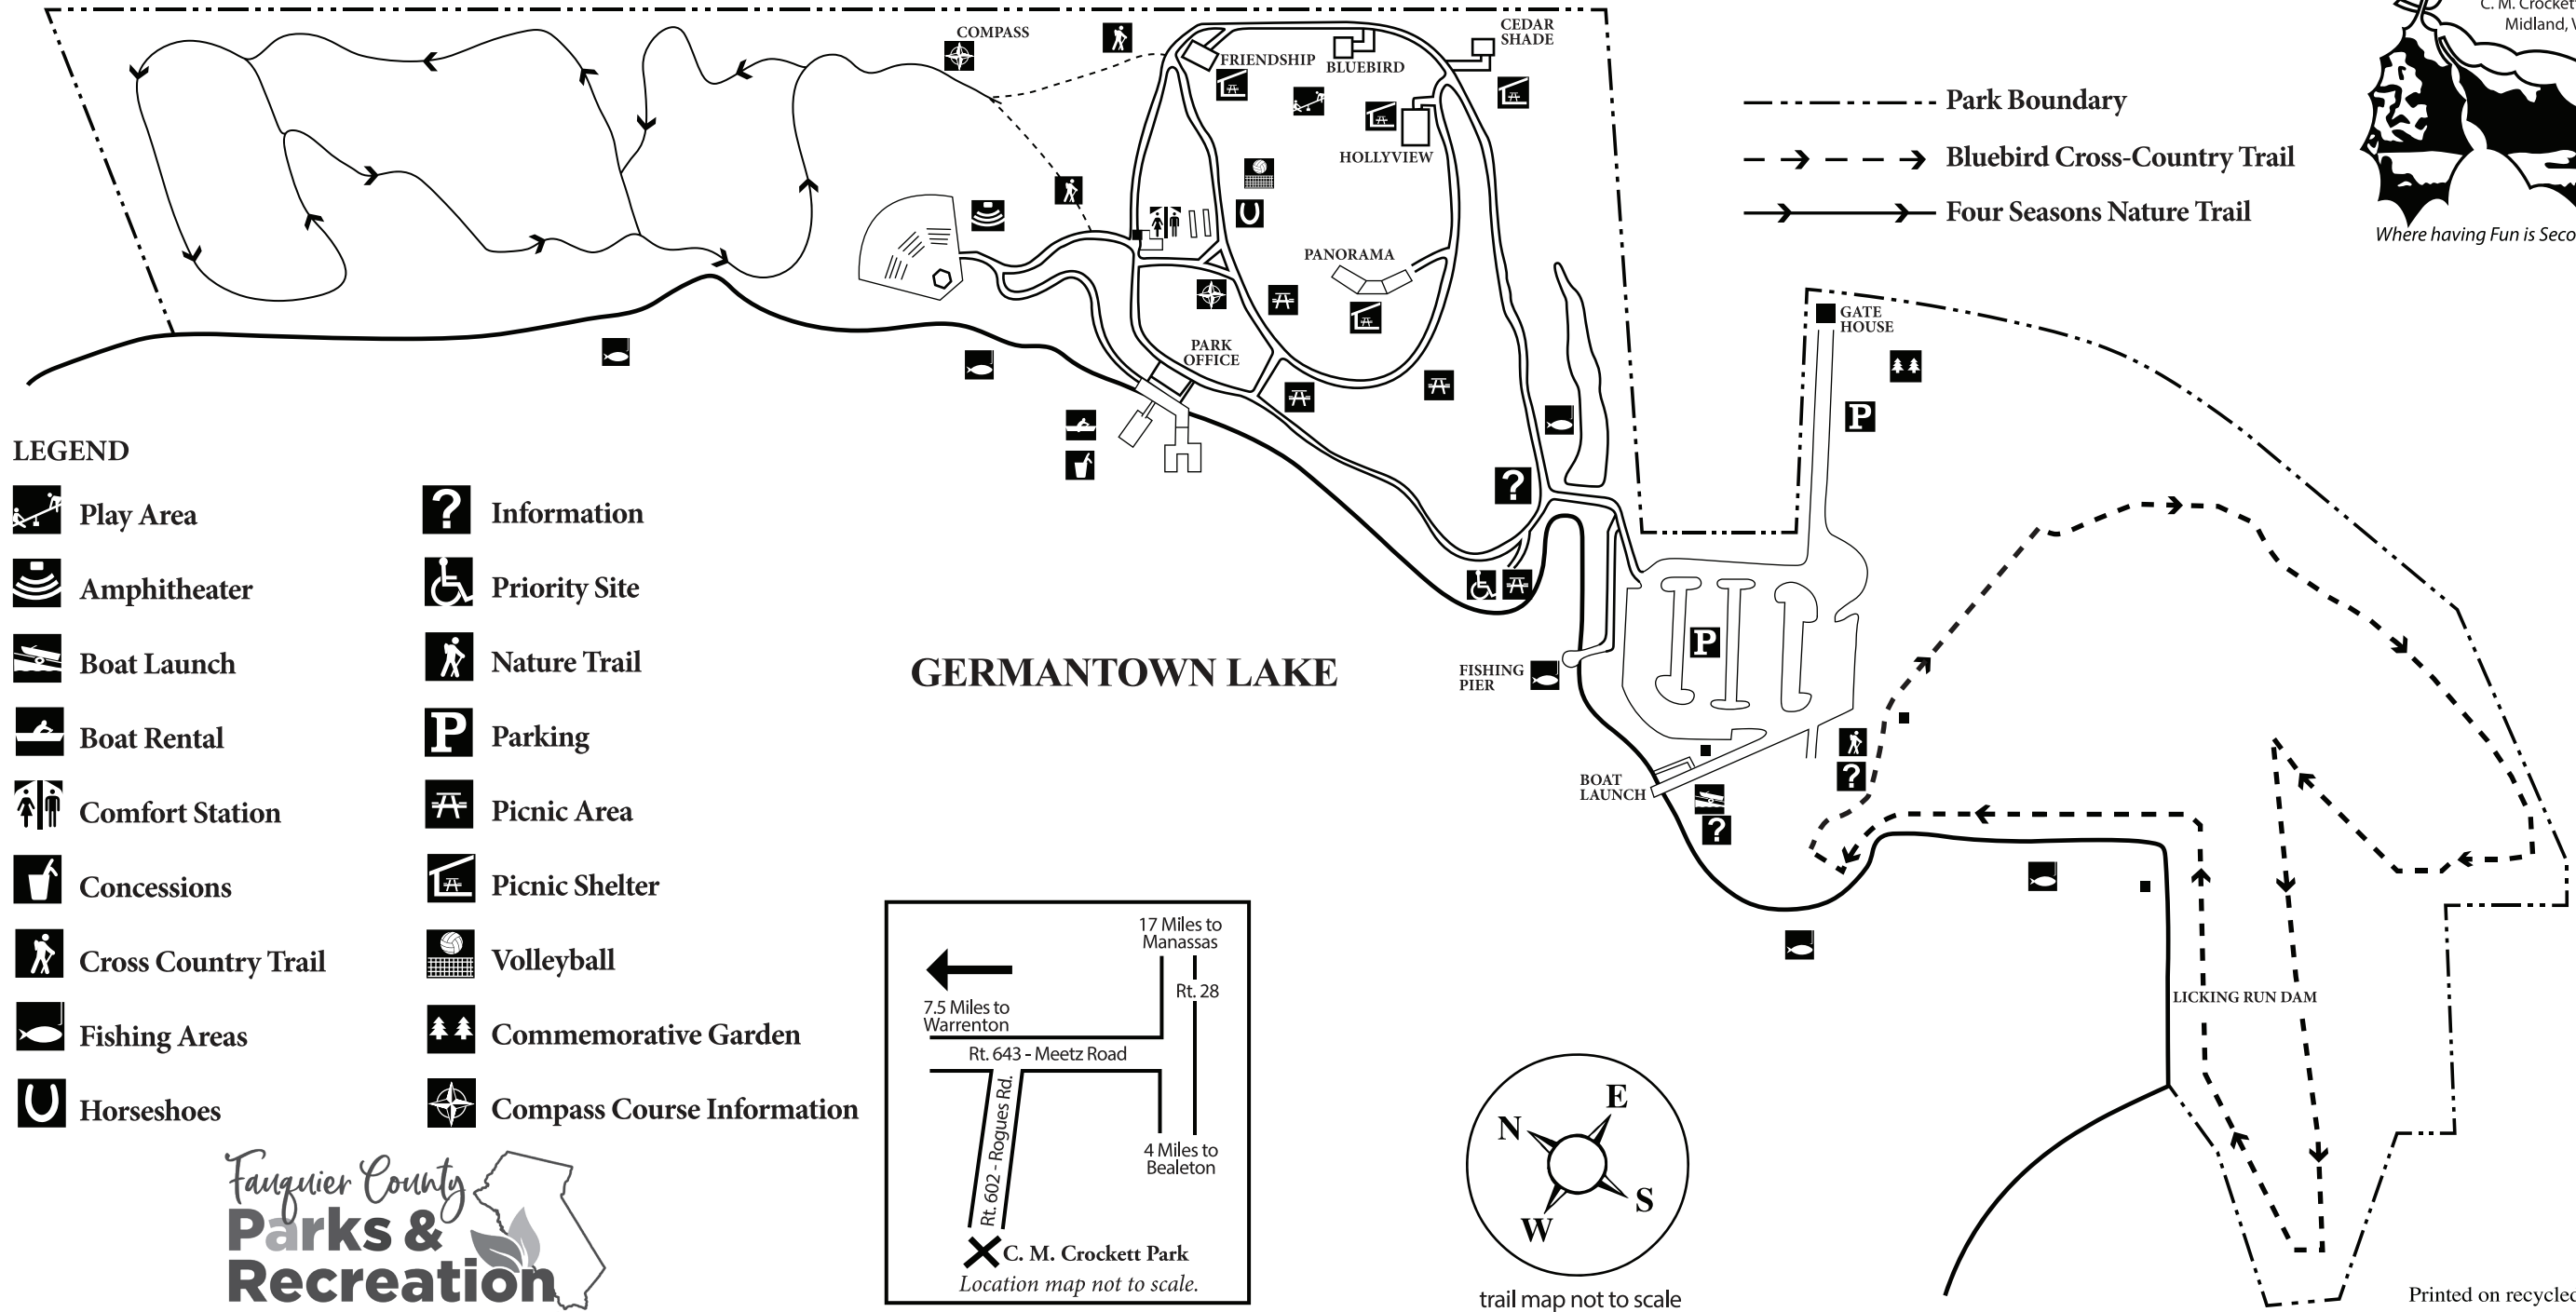 C. M. Crockett
Midland, V
Where having Fun is Seco
COMPASS
FRIENDSHIP
BLUEBIRD
CEDAR
SHADE
HOLLYVIEW
PANORAMA
PARK
OFFICE
GATE
HOUSE
P
P
?
?
?
Park Boundary
Bluebird Cross-Country Trail
Four Seasons Nature Trail
FISHING
PIER
BOAT
LAUNCH
LICKING RUN DAM
GERMANTOWN LAKE
LEGEND
Play Area
Amphitheater
Boat Launch
Boat Rental
Comfort Station
Concessions
Cross Country Trail
Fishing Areas
Horseshoes
? Information
Priority Site
Nature Trail
P Parking
Picnic Area
Picnic Shelter
Volleyball
Commemorative Garden
Compass Course Information
Fauquier County
Parks &
Recreation
17 Miles to
Manassas
Rt. 28
7.5 Miles to
Warrenton
Rt. 643 - Meetz Road
Rt. 602 - Rogues Rd.
4 Miles to
Bealeton
C. M. Crockett Park
Location map not to scale.
N
E
S
W
trail map not to scale
Printed on recycled